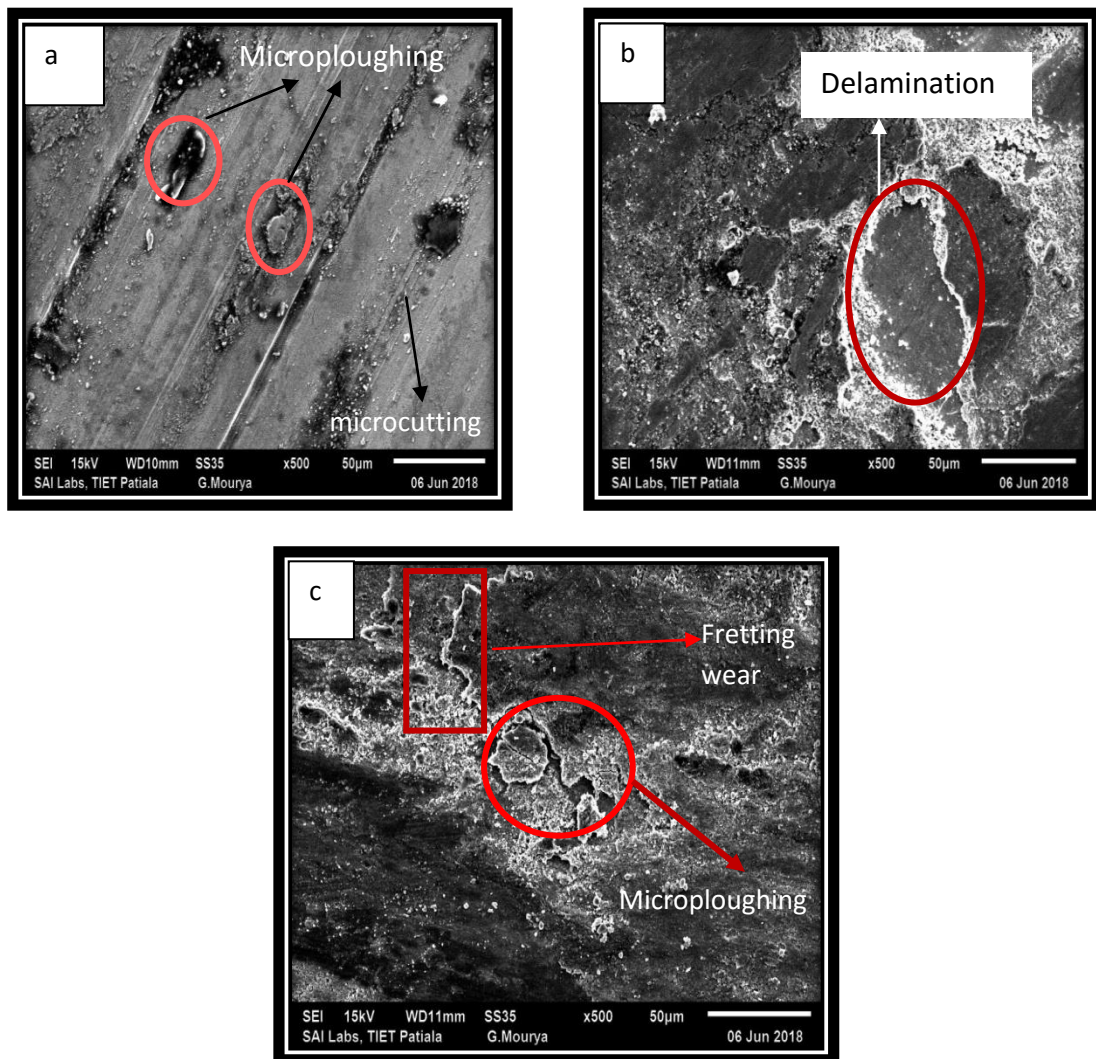 a
Microploughing
microcutting
SEI 15kV WD10mm SS35 x500 50µm
SAI Labs, TIET Patiala G.Mourya 06 Jun 2018
b
Delamination
SEI 15kV WD11mm SS35 x500 50µm
SAI Labs, TIET Patiala G.Mourya 06 Jun 2018
c
Fretting
wear
Microploughing
SEI 15kV WD11mm SS35 x500 50µm
SAI Labs, TIET Patiala G.Mourya 06 Jun 2018